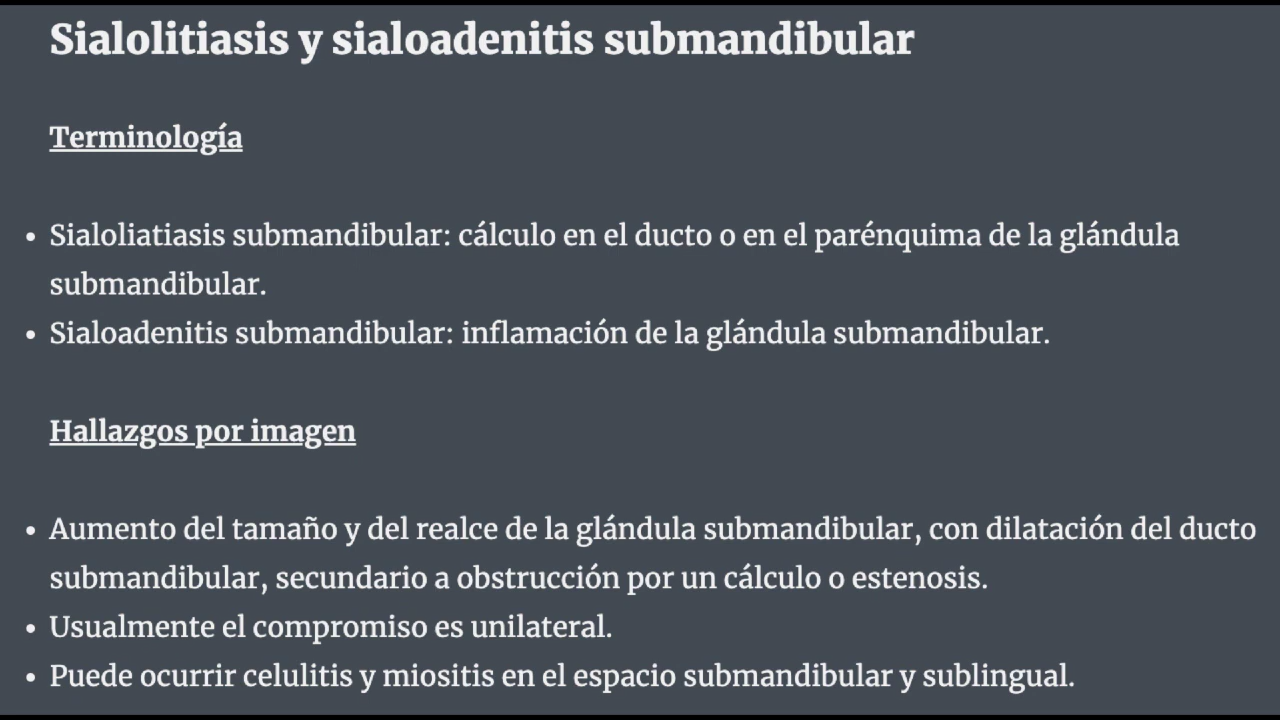 Sialolitiasis y sialoadenitis submandibular
Terminología
• Sialoliatiasis submandibular: cálculo en el ducto o en el parénquima de la glándula
submandibular.
• Sialoadenitis submandibular: inflamación de la glándula submandibular.
Hallazgos por imagen
• Aumento del tamaño y del realce de la glándula submandibular, con dilatación del ducto
submandibular, secundario a obstrucción por un cálculo o estenosis.
• Usualmente el compromiso es unilateral.
• Puede ocurrir celulitis y miositis en el espacio submandibular y sublingual.